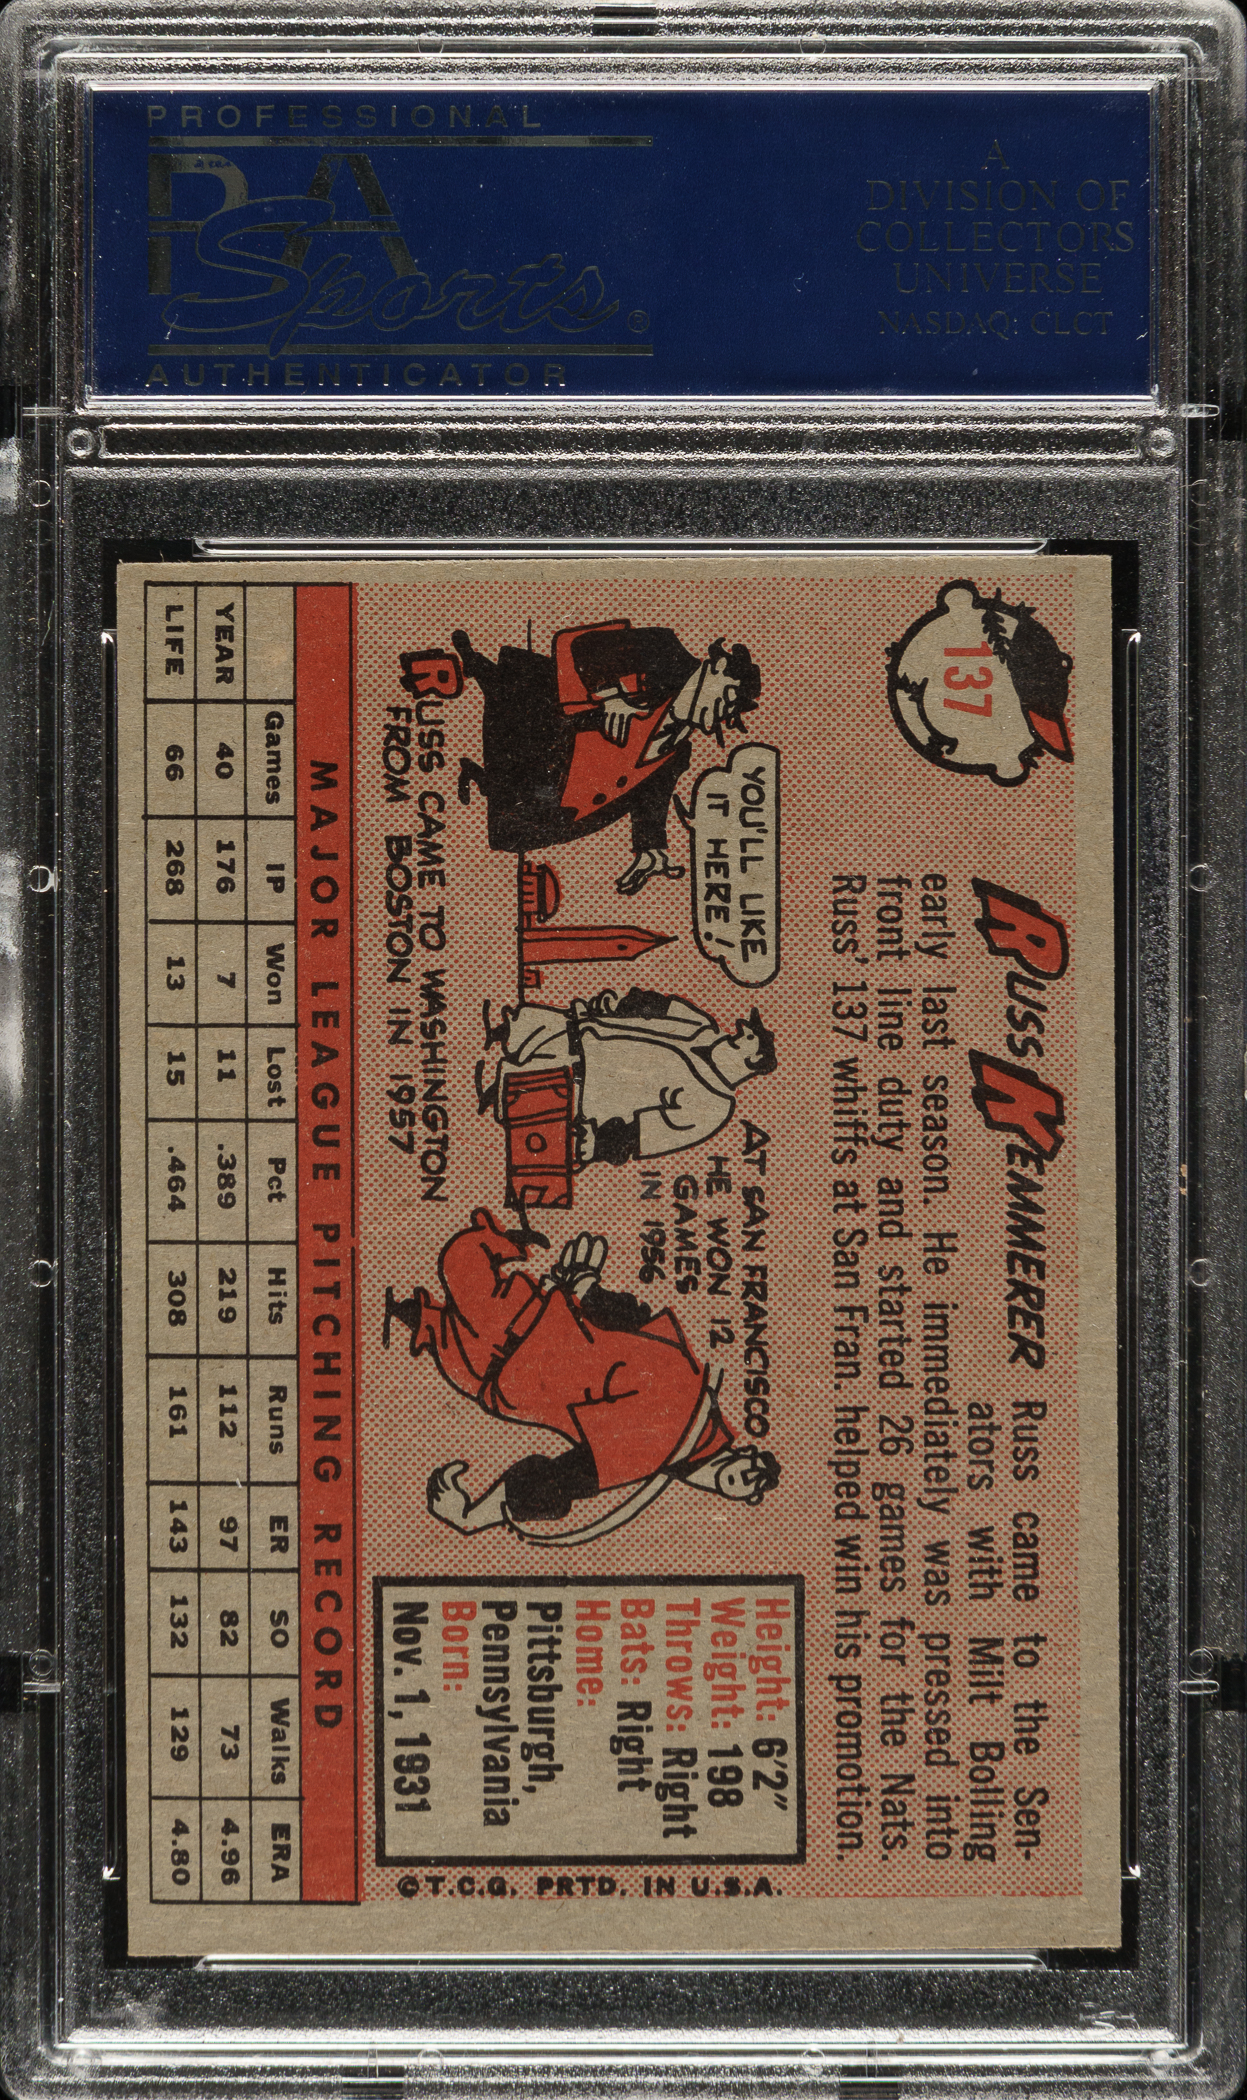 PROFESSIONAL
PSA
Sports®
AUTHENTICATOR
A
DIVISION OF
COLLECTORS
UNIVERSE
NASDAQ: CLCT
137
RUSS KEMMERER Russ came to the Sen-
ators with Milt Bolling
early last season. He immediately was pressed into
front line duty and started 26 games for the Nats.
Russ' 137 whiffs at San Fran. helped win his promotion.
YOU'LL LIKE
IT HERE!
RUSS CAME TO WASHINGTON
FROM BOSTON IN 1957
AT SAN FRANCISCO
HE WON 12
GAMES
IN 1956
Height: 6'2"
Weight: 198
Throws: Right
Bats: Right
Home:
Pittsburgh,
Pennsylvania
Born:
Nov. 1, 1931
©T.C.G. PRTD. IN U.S.A.
MAJOR LEAGUE PITCHING RECORD
Games IP Won Lost Pct Hits Runs ER SO Walks ERA
YEAR 40 176 7 11 .389 219 112 97 82 73 4.96
LIFE 66 268 13 15 .464 308 161 143 132 129 4.80